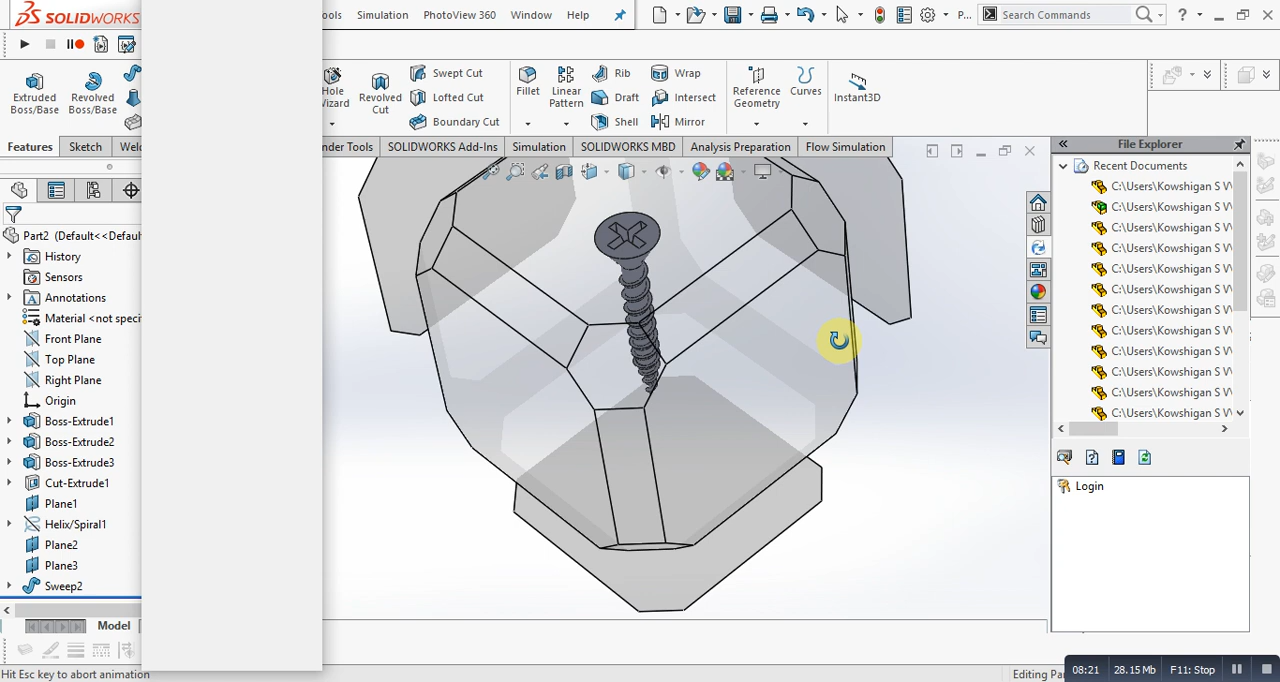 SOLIDWORKS
ools Simulation PhotoView 360 Window Help
P... Search Commands
Extruded Boss/Base
Revolved Boss/Base
Hole Wizard
Revolved Cut
Swept Cut
Lofted Cut
Boundary Cut
Fillet
Linear Pattern
Rib
Draft
Shell
Wrap
Intersect
Mirror
Reference Geometry
Curves
Instant3D
Features Sketch Wel
nder Tools SOLIDWORKS Add-Ins Simulati SOLIDWORKS MBD Analysis Preparation Flow Simulation
Part2 (Default<<Defaul
History
Sensors
Annotations
Material <not speci
Front Plane
Top Plane
Right Plane
Origin
Boss-Extrude1
Boss-Extrude2
Boss-Extrude3
Cut-Extrude1
Plane1
Helix/Spiral1
Plane2
Plane3
Sweep2
Model
Hit Esc key to abort animation
File Explorer
Recent Documents
C:\Users\Kowshigan S V\
C:\Users\Kowshigan S V\
C:\Users\Kowshigan S V\
C:\Users\Kowshigan S V\
C:\Users\Kowshigan S V\
C:\Users\Kowshigan S V\
C:\Users\Kowshigan S V\
C:\Users\Kowshigan S V\
C:\Users\Kowshigan S V\
C:\Users\Kowshigan S V\
C:\Users\Kowshigan S V\
C:\Users\Kowshigan S V\
Login
Editing Pa
08:21 28.15 Mb F11: Stop